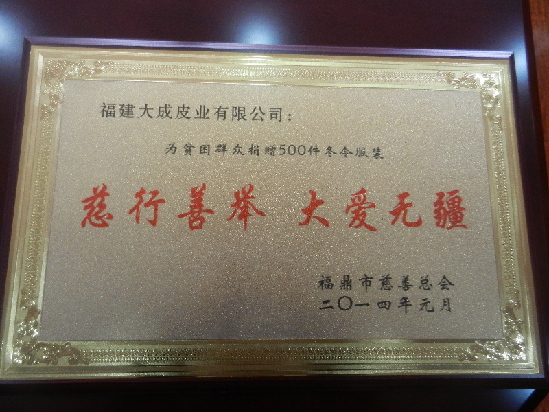 福建大成皮业有限公司：
为贫困群众捐赠500件冬令服装
慈行善举 大爱无疆
福鼎市慈善总会
二〇一四年元月